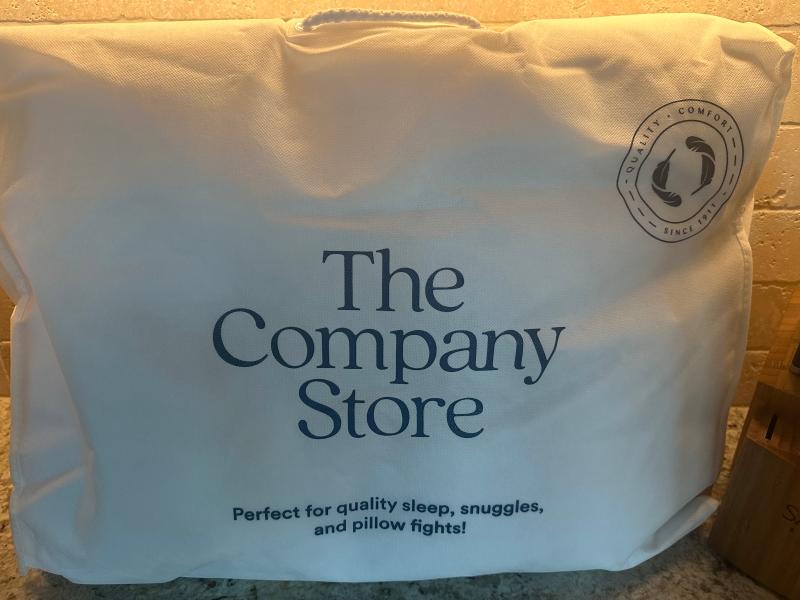 QUALITY · COMFORT
SINCE 1911
The
Company
Store
Perfect for quality sleep, snuggles,
and pillow fights!